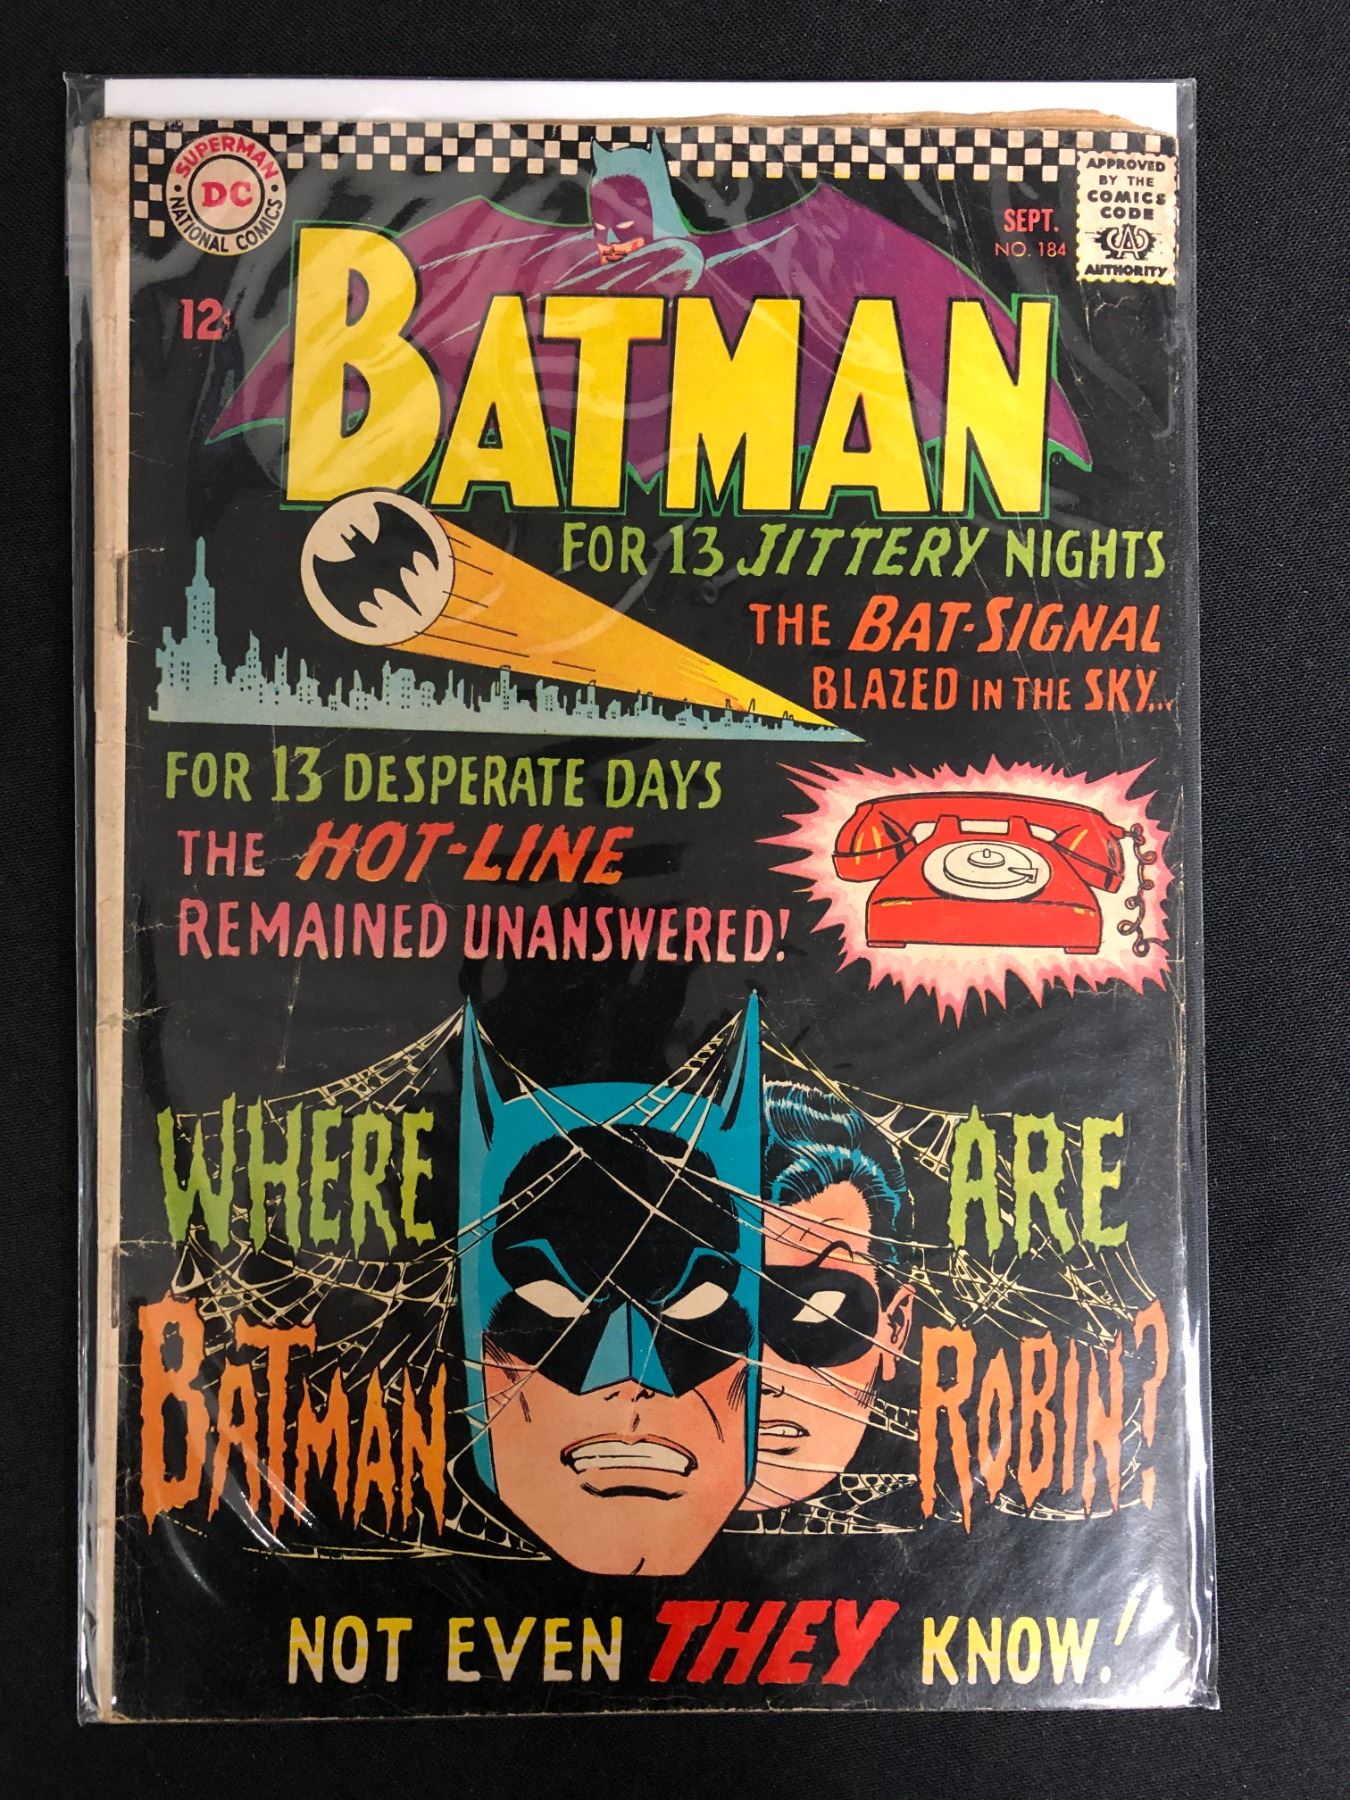 SUPERMAN
DC
NATIONAL COMICS
APPROVED
BY THE
COMICS
CODE
AUTHORITY
SEPT.
NO. 184
12¢
BATMAN
FOR 13 JITTERY NIGHTS
THE BAT-SIGNAL
BLAZED IN THE SKY...
FOR 13 DESPERATE DAYS
THE HOT-LINE
REMAINED UNANSWERED!
WHERE ARE
BATMAN ROBIN?
NOT EVEN THEY KNOW!